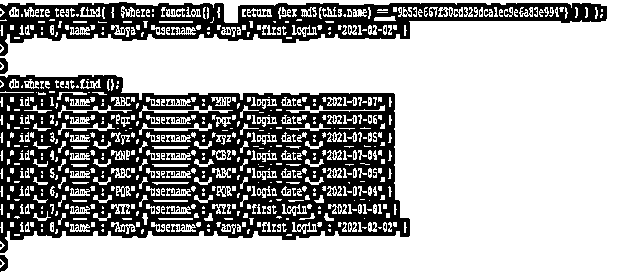 > db.where_test.find( { $where: function() {   return (hex_md5(this.name) == "9b53e667f30cd329dca1ec9e6a83e994") } } );
{ "_id" : 8, "name" : "Anya", "username" : "anya", "first_login" : "2021-02-02" }
>
>
> db.where_test.find ();
{ "_id" : 1, "name" : "ABC", "username" : "MNP", "login_date" : "2021-07-07" }
{ "_id" : 2, "name" : "Pqr", "username" : "pqr", "login_date" : "2021-07-06" }
{ "_id" : 3, "name" : "Xyz", "username" : "xyz", "login_date" : "2021-07-05" }
{ "_id" : 4, "name" : "MNP", "username" : "CBZ", "login_date" : "2021-07-04" }
{ "_id" : 5, "name" : "ABC", "username" : "ABC", "login_date" : "2021-07-05" }
{ "_id" : 6, "name" : "PQR", "username" : "PQR", "login_date" : "2021-07-04" }
{ "_id" : 7, "name" : "XYZ", "username" : "XYZ", "first_login" : "2021-01-01" }
{ "_id" : 8, "name" : "Anya", "username" : "anya", "first_login" : "2021-02-02" }
>
>